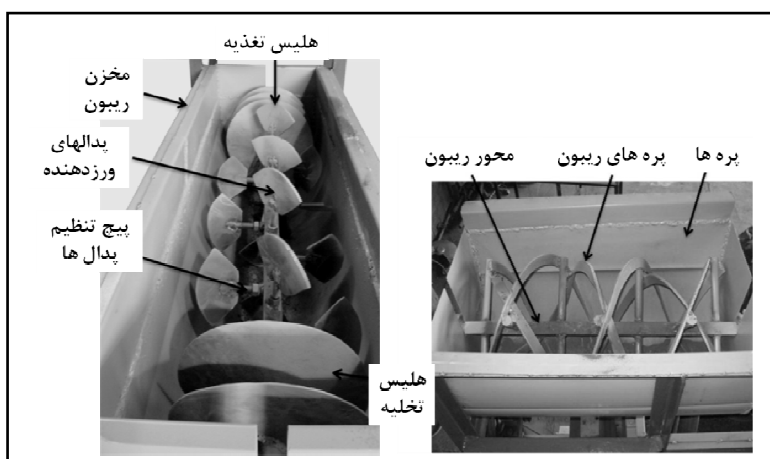 هلیس تغذیه
مخزن
ریبون
پدالهای
ورزدهنده
پیچ تنظیم
پدال ها
هلیس
تخلیه
پره ها
پره های ریبون
محور ریبون